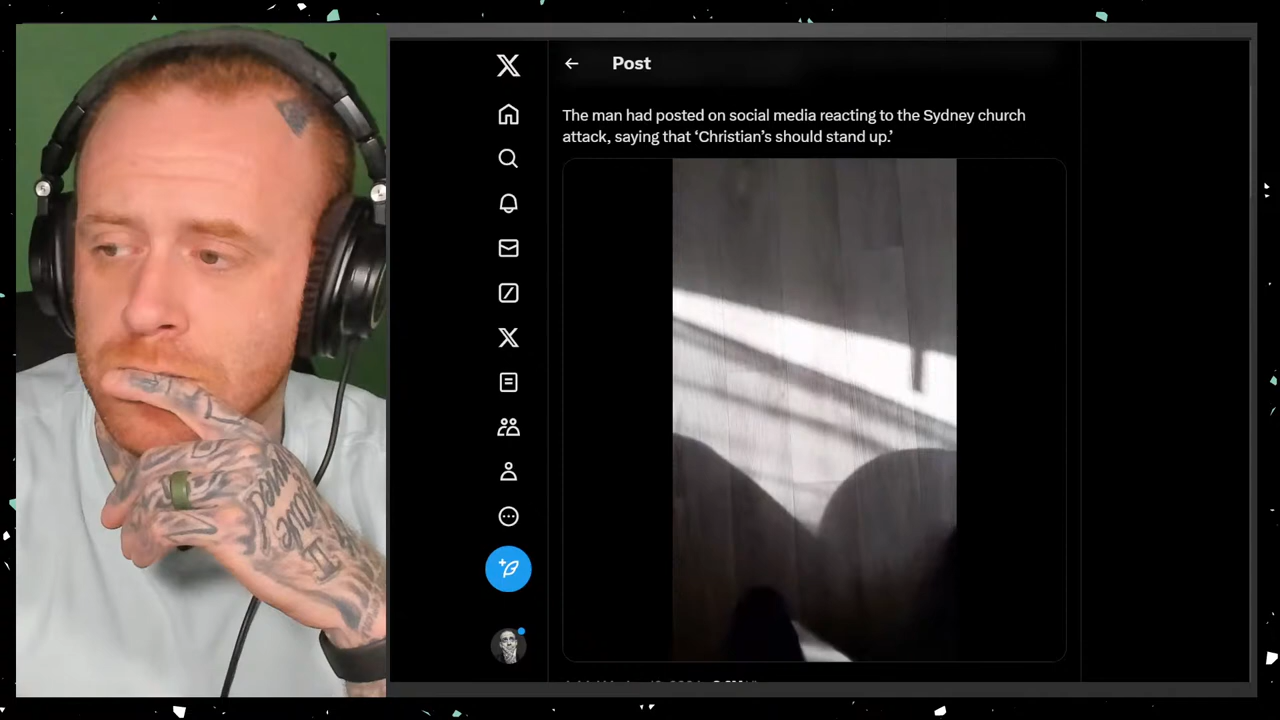 Post
The man had posted on social media reacting to the Sydney church
attack, saying that ‘Christian’s should stand up.’